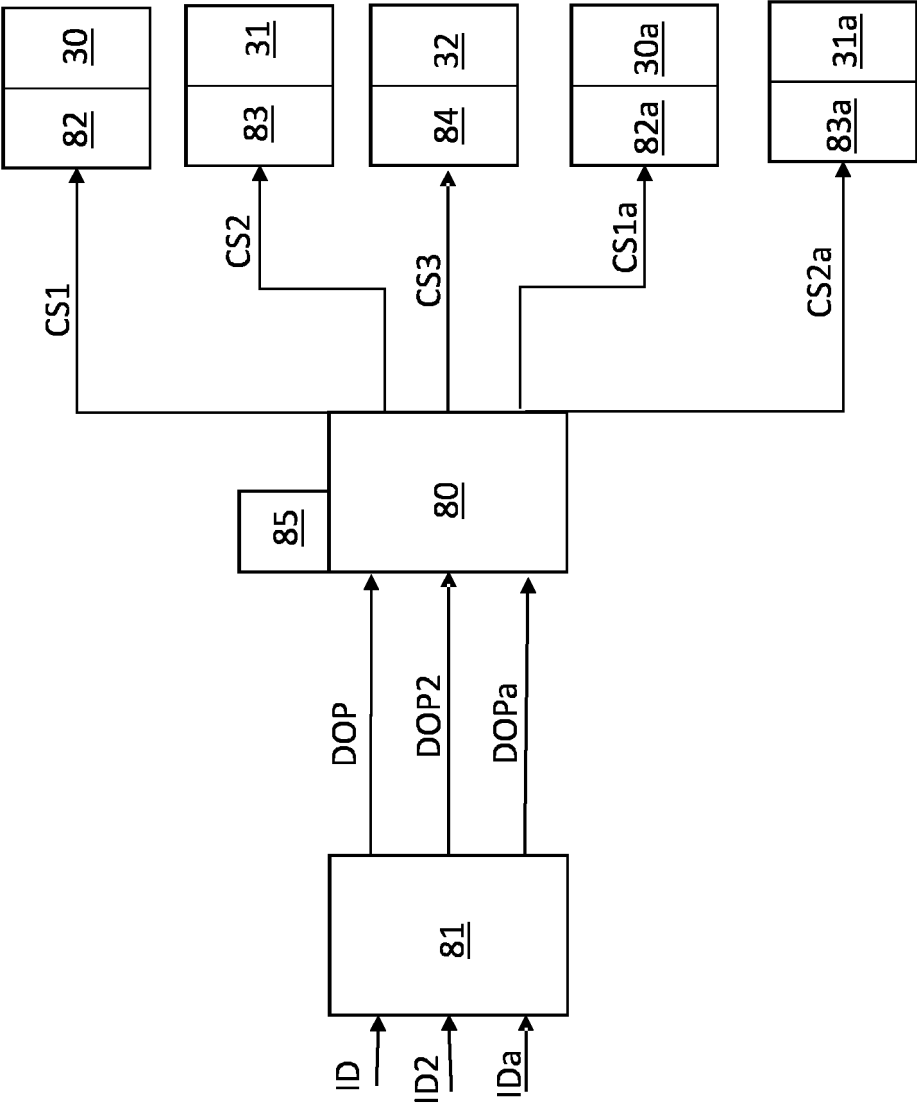 30
82
31
83
32
84
30a
82a
31a
83a
CS1
CS2
CS3
CS1a
CS2a
85
80
DOP
DOP2
DOPa
81
ID
ID2
IDa